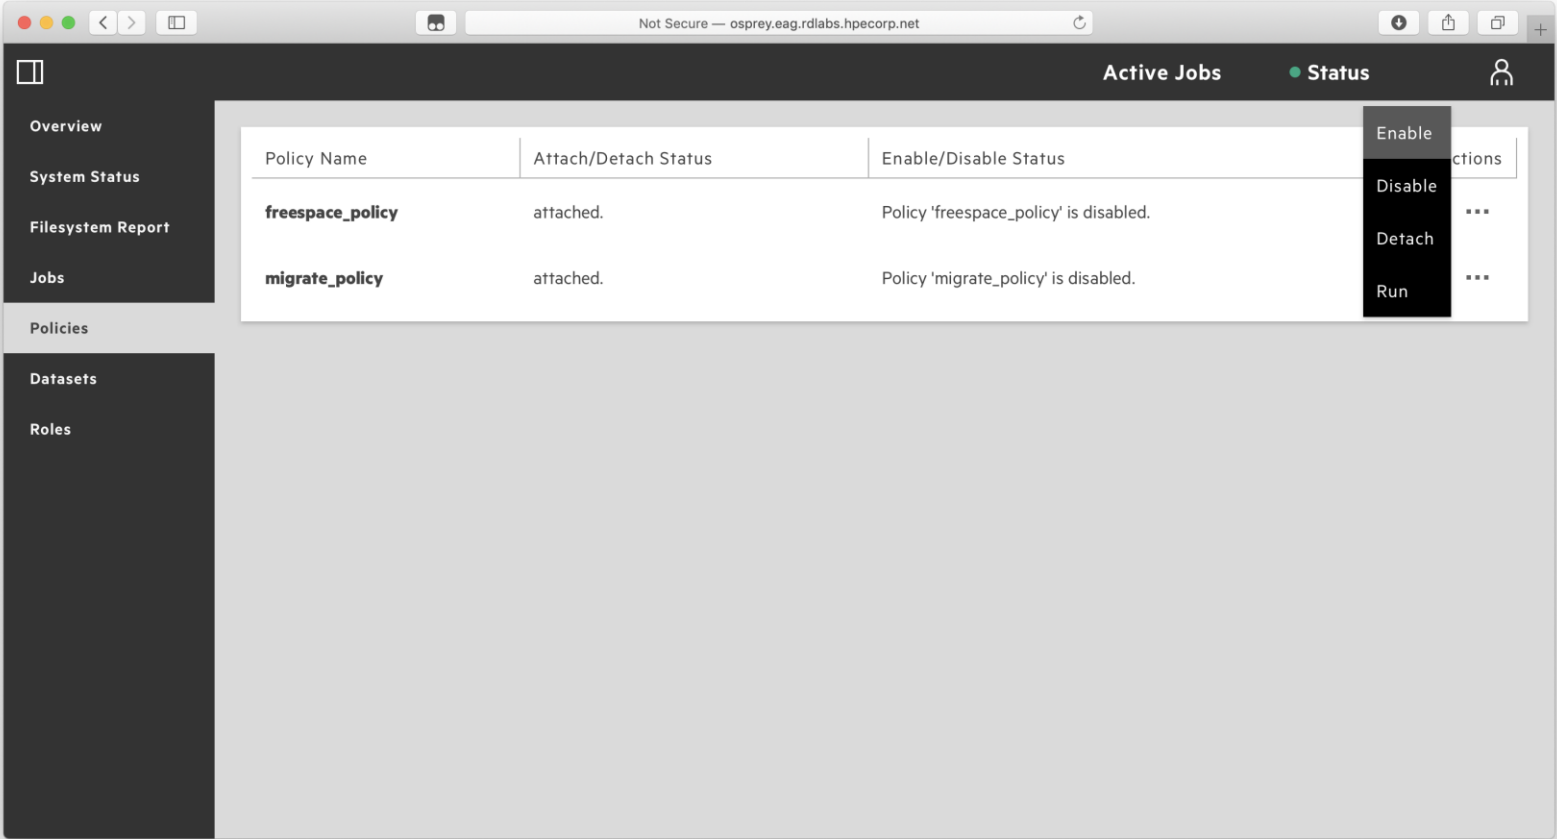 Not Secure — osprey.eag.rdlabs.hpecorp.net
Active Jobs Status
Overview
System Status
Filesystem Report
Jobs
Policies
Datasets
Roles
Policy Name Attach/Detach Status Enable/Disable Status ctions
freespace_policy attached. Policy 'freespace_policy' is disabled.
migrate_policy attached. Policy 'migrate_policy' is disabled.
Enable
Disable
Detach
Run